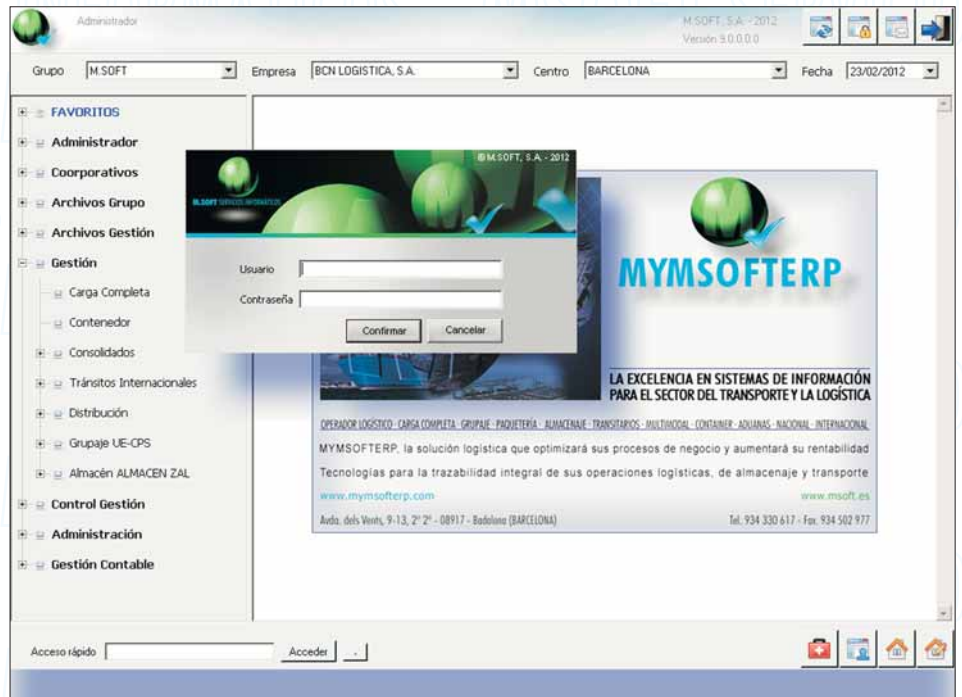 Administrador
M.SOFT, S.A. - 2012
Versión 9.0.0.0.0
Grupo M.SOFT Empresa BCN LOGISTICA, S.A. Centro BARCELONA Fecha 23/02/2012
FAVORITOS
Administrador
Coorporativos
Archivos Grupo
Archivos Gestión
Gestión
Carga Completa
Contenedor
Consolidados
Tránsitos Internacionales
Distribución
Grupaje UE-CPS
Almacén ALMACEN ZAL
Control Gestión
Administración
Gestión Contable
© M.SOFT, S.A. - 2012
M.SOFT SERVICIOS INFORMÁTICOS
Usuario
Contraseña
Confirmar Cancelar
MYMSOFTERP
LA EXCELENCIA EN SISTEMAS DE INFORMACIÓN
PARA EL SECTOR DEL TRANSPORTE Y LA LOGÍSTICA
OPERADOR LOGÍSTICO - CARGA COMPLETA - GRUPAJE - PAQUETERÍA - ALMACENAJE - TRANSITARIOS - MULTIMODAL - CONTAINER - ADUANAS - NACIONAL - INTERNACIONAL
MYMSOFTERP, la solución logística que optimizará sus procesos de negocio y aumentará su rentabilidad
Tecnologías para la trazabilidad integral de sus operaciones logísticas, de almacenaje y transporte
www.mymsofterp.com www.msoft.es
Avda. dels Vents, 9-13, 2º 2ª - 08917 - Badalona (BARCELONA) Tel. 934 330 617 - Fax. 934 502 977
Acceso rápido Acceder .